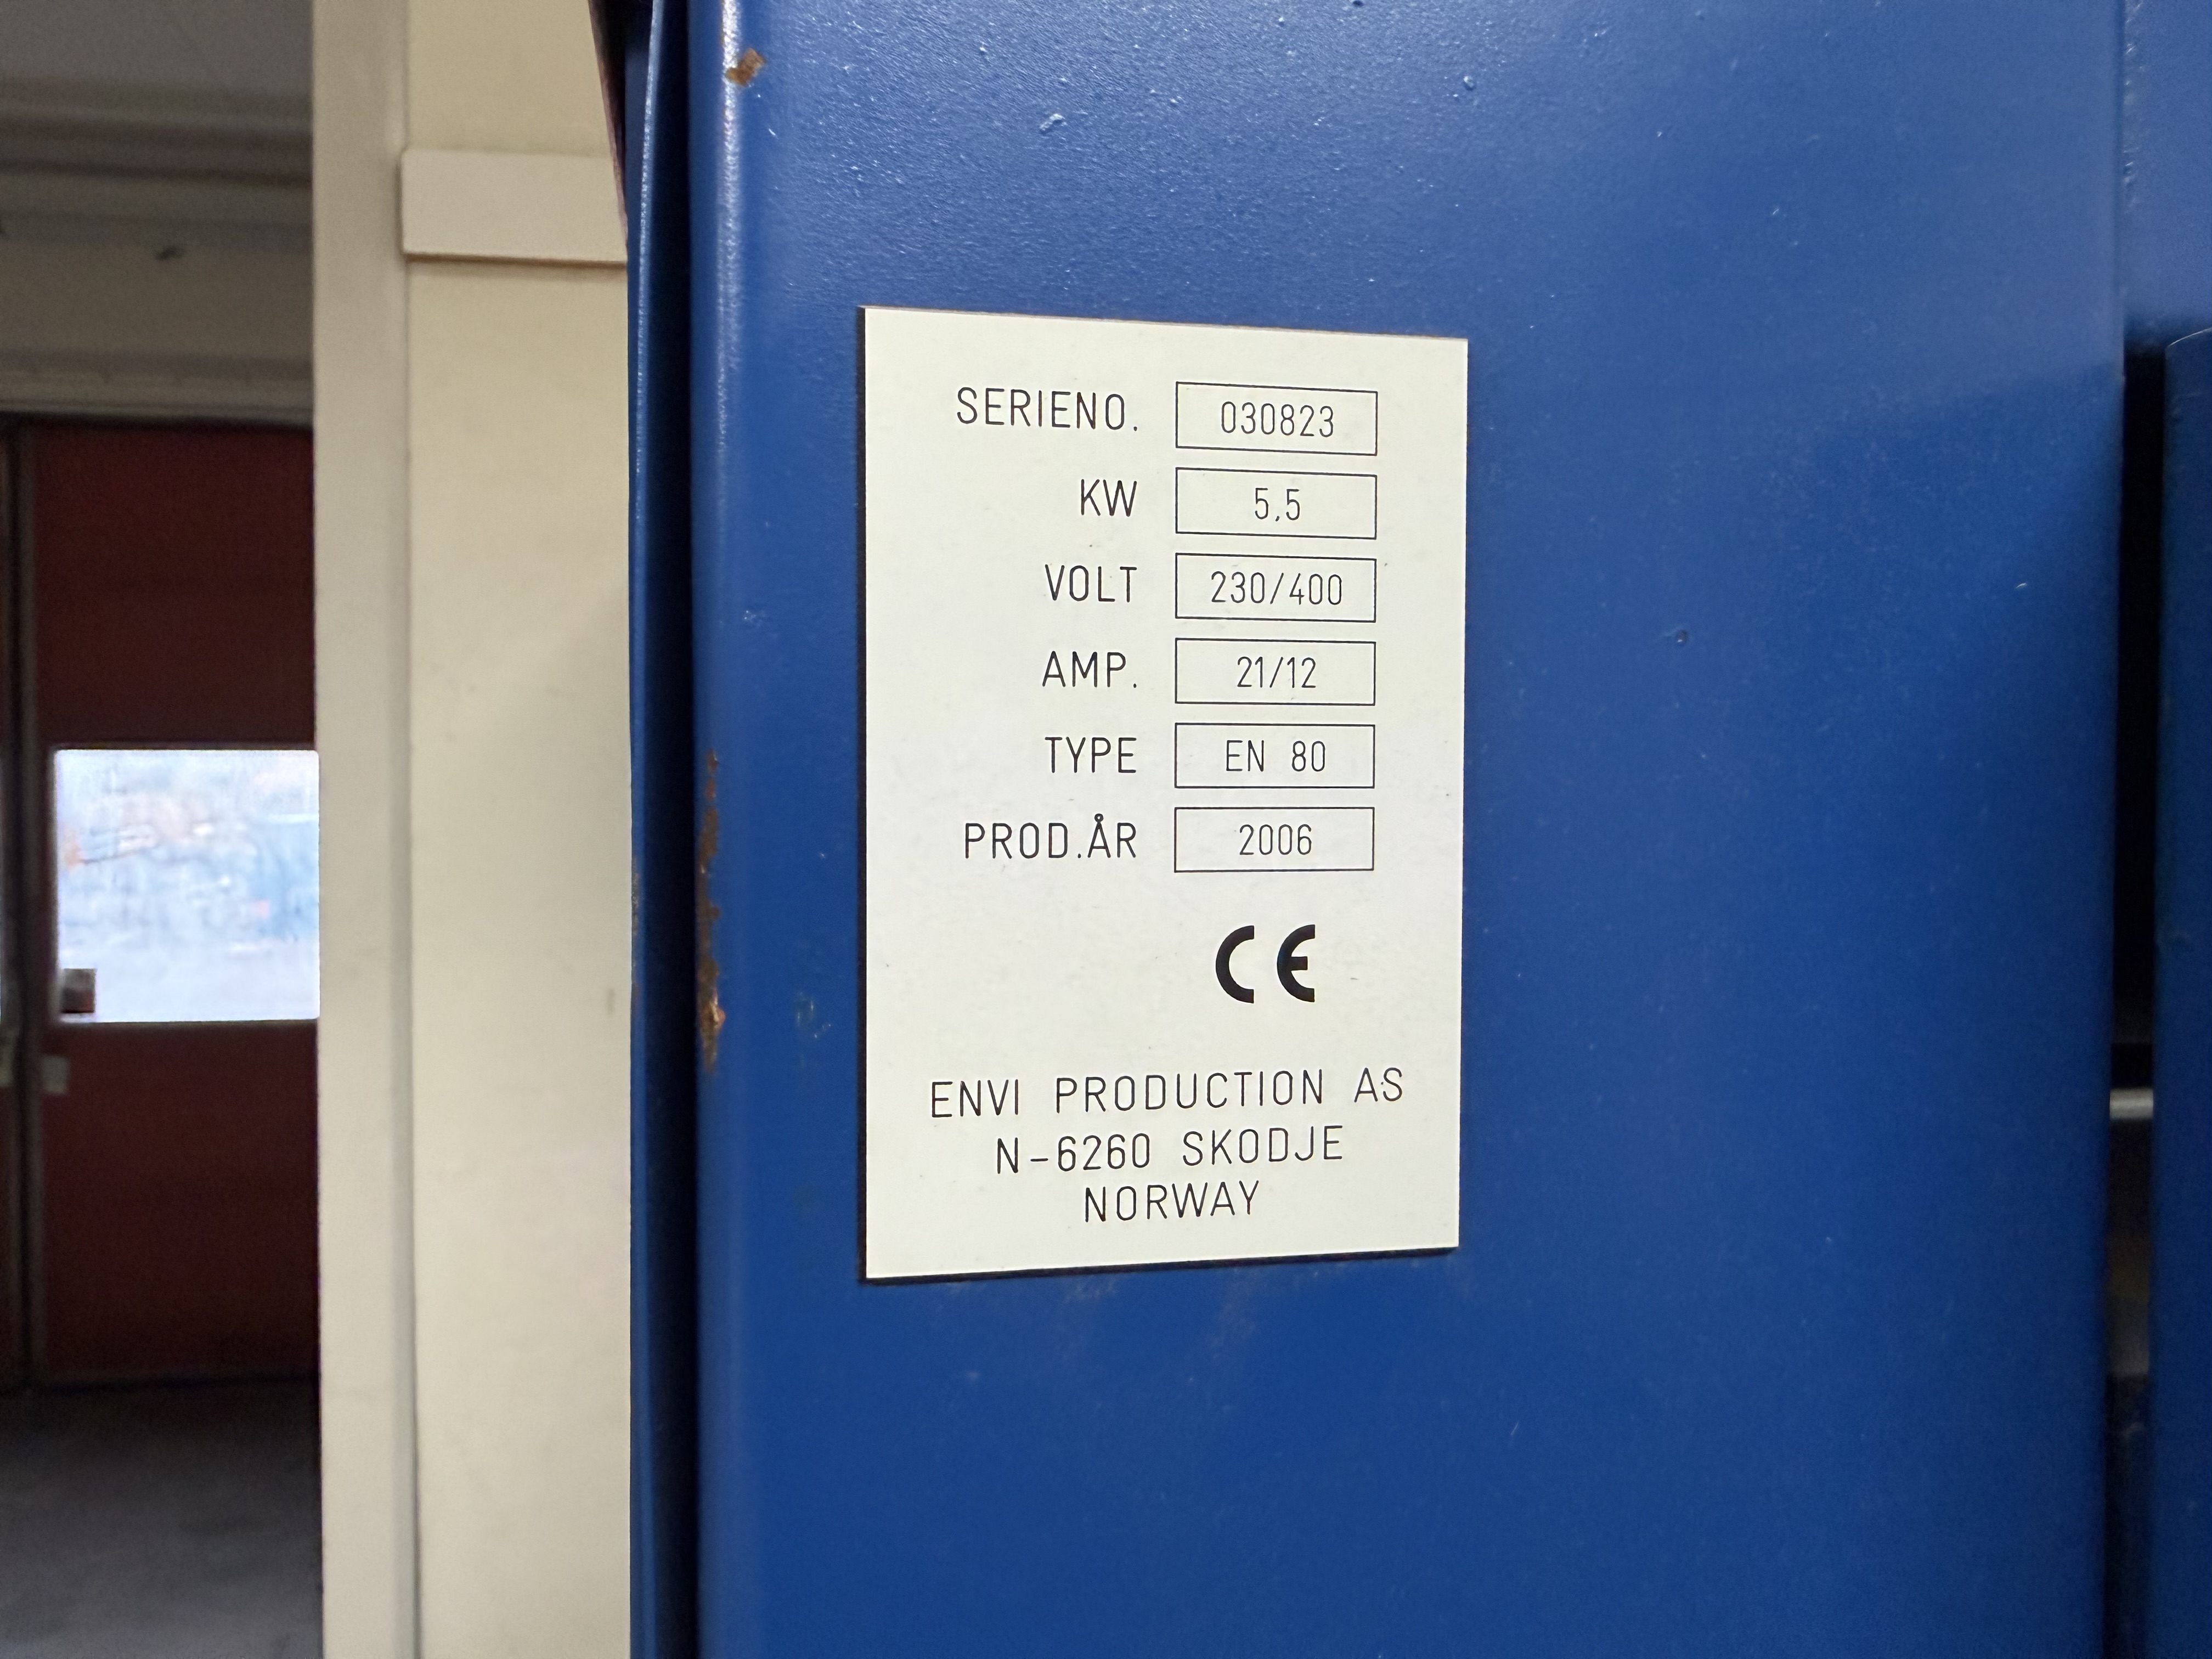 SERIENO. 030823
KW 5,5
VOLT 230/400
AMP. 21/12
TYPE EN 80
PROD.ÅR 2006
CE
ENVI PRODUCTION AS
N-6260 SKODJE
NORWAY